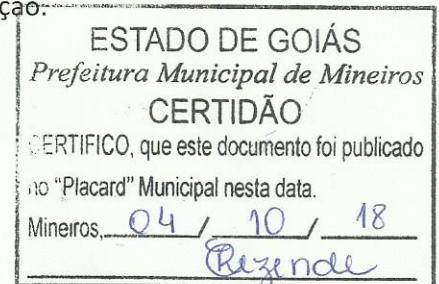 ção.
ESTADO DE GOIÁS
Prefeitura Municipal de Mineiros
CERTIDÃO
CERTIFICO, que este documento foi publicado
no "Placard" Municipal nesta data.
Mineiros, 04 / 10 / 18
Rezende